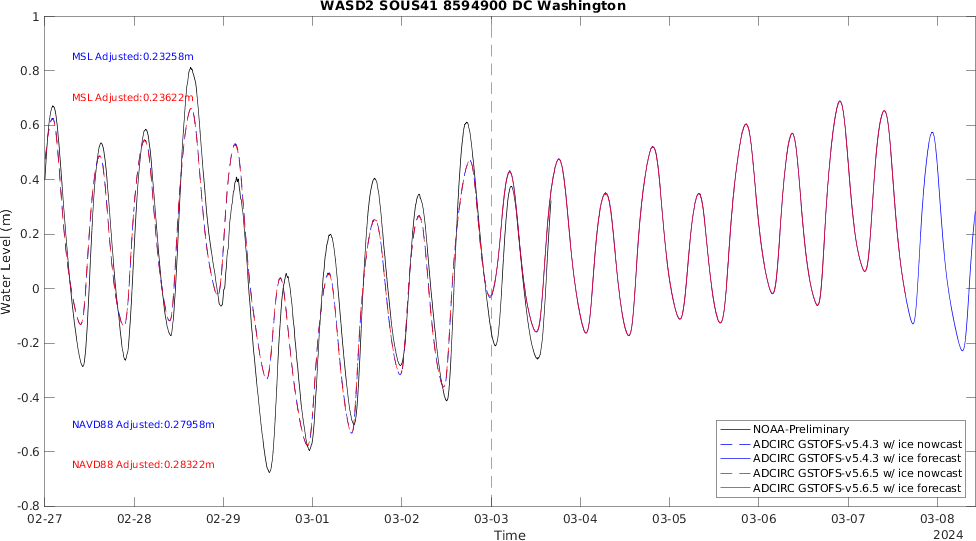 WASD2 SOUS41 8594900 DC Washington
1
0.8
0.6
0.4
0.2
0
-0.2
-0.4
-0.6
-0.8
Water Level (m)
MSL Adjusted:0.23258m
MSL Adjusted:0.23622m
NAVD88 Adjusted:0.27958m
NAVD88 Adjusted:0.28322m
NOAA-Preliminary
ADCIRC GSTOFS-v5.4.3 w/ ice nowcast
ADCIRC GSTOFS-v5.4.3 w/ ice forecast
ADCIRC GSTOFS-v5.6.5 w/ ice nowcast
ADCIRC GSTOFS-v5.6.5 w/ ice forecast
02-27 02-28 02-29 03-01 03-02 03-03 03-04 03-05 03-06 03-07 03-08
Time
2024